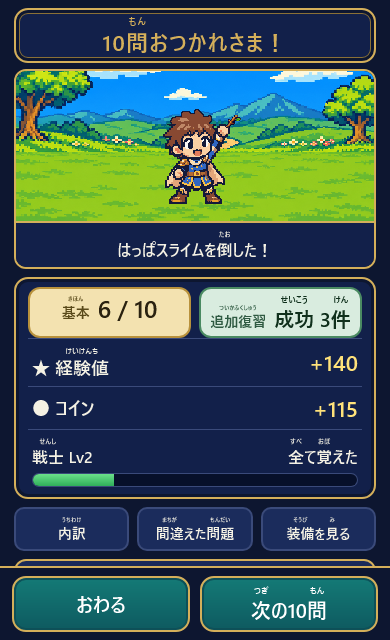 もん
10問おつかれさま！
たお
はっぱスライムを倒した！
きほん
基本 6 / 10
ついかふくしゅう せいこう けん
追加復習 成功 3件
けいけんち
★ 経験値 +140
● コイン +115
せんし すべ おぼ
戦士 Lv2 全て覚えた
うちわけ
内訳
まちが もんだい
間違えた問題
そうび み
装備を見る
おわる
つぎ もん
次の10問